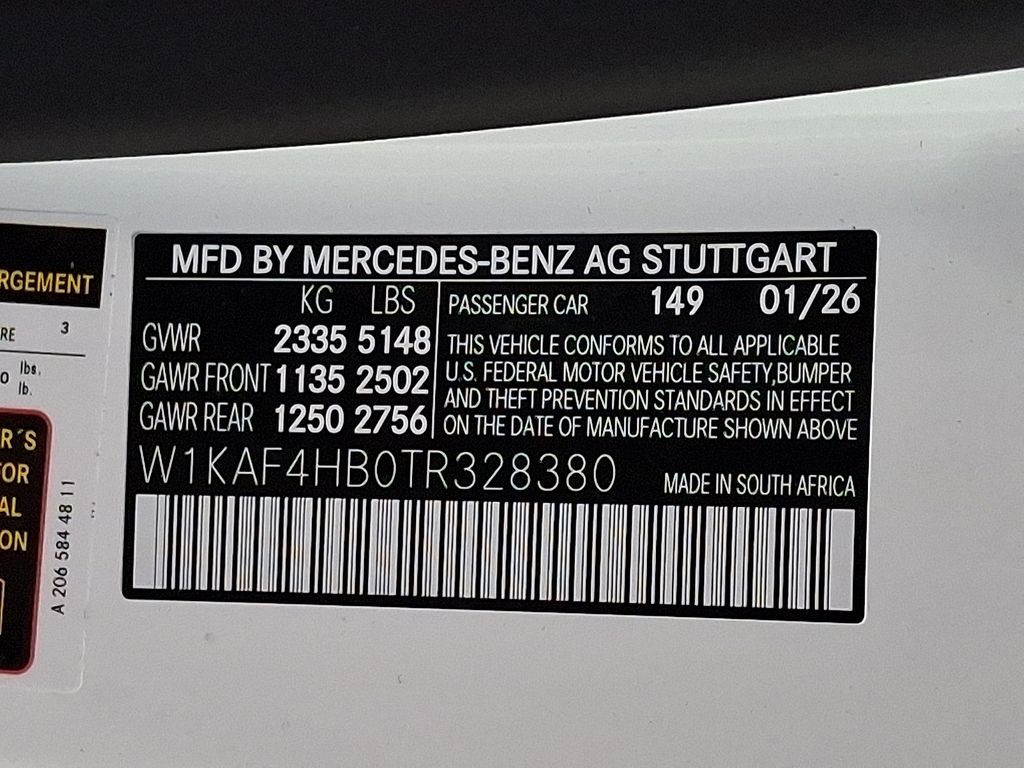 RGEMENT
RE 3
0 lbs.
lb.
R´S
OR
AL
ON
A 206 584 48 11
MFD BY MERCEDES-BENZ AG STUTTGART
KG LBS
GVWR 2335 5148
GAWR FRONT 1135 2502
GAWR REAR 1250 2756
PASSENGER CAR 149 01/26
THIS VEHICLE CONFORMS TO ALL APPLICABLE
U.S. FEDERAL MOTOR VEHICLE SAFETY,BUMPER
AND THEFT PREVENTION STANDARDS IN EFFECT
ON THE DATE OF MANUFACTURE SHOWN ABOVE
W1KAF4HB0TR328380
MADE IN SOUTH AFRICA